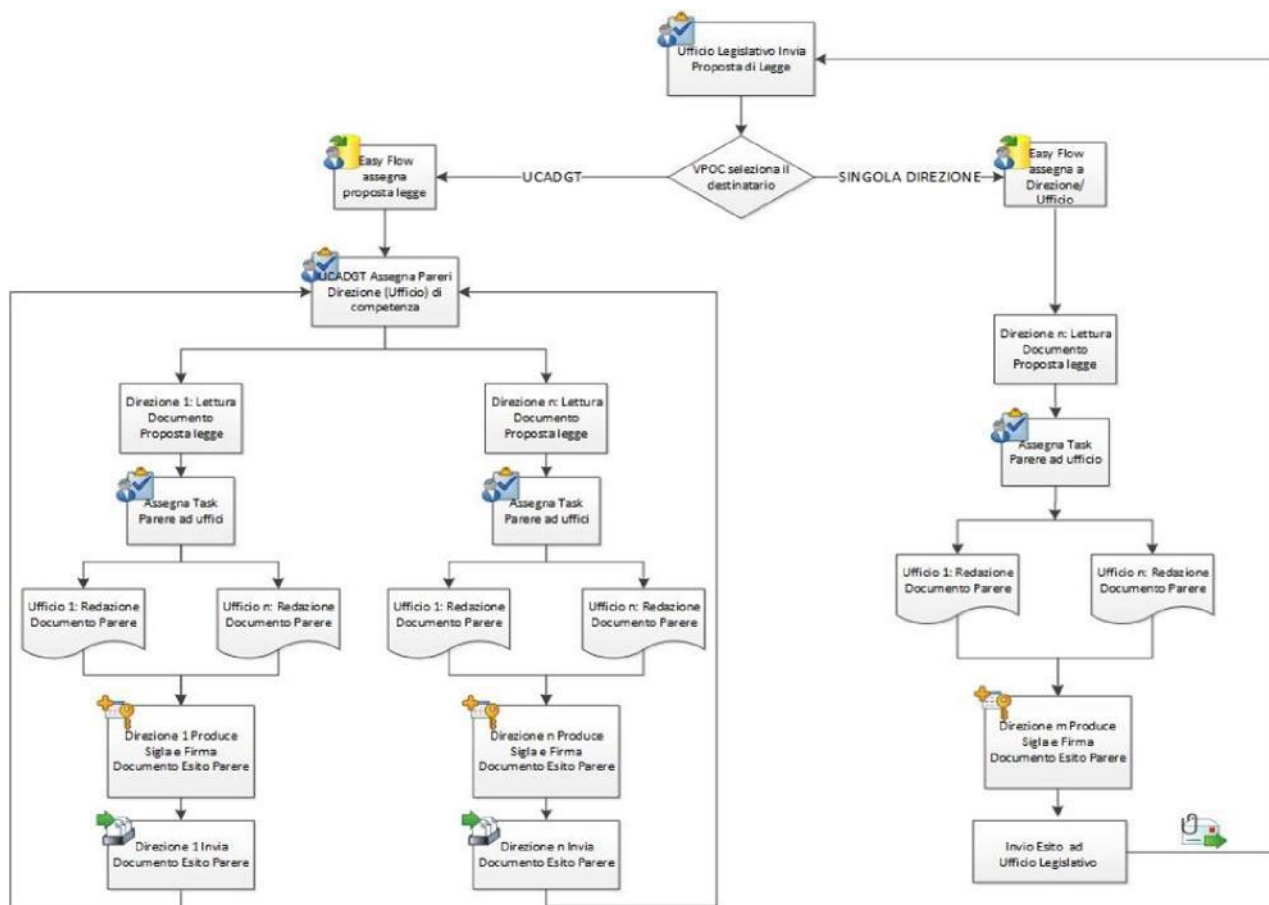 Ufficio Legislativo Invia
Proposta di Legge
VPOC seleziona il
destinatario
UCADGT
SINGOLA DIREZIONE
Easy Flow
assegna
proposta legge
Easy Flow
assegna a
Direzione/
Ufficio
UCADGT Assegna Pareri
Direzione (Ufficio) di
competenza
Direzione 1: Lettura
Documento
Proposta legge
Direzione n: Lettura
Documento
Proposta legge
Direzione n: Lettura
Documento
Proposta legge
Assegna Task
Parere ad uffici
Assegna Task
Parere ad uffici
Assegna Task
Parere ad ufficio
Ufficio 1: Redazione
Documento Parere
Ufficio n: Redazione
Documento Parere
Ufficio 1: Redazione
Documento Parere
Ufficio n: Redazione
Documento Parere
Ufficio 1: Redazione
Documento Parere
Ufficio n: Redazione
Documento Parere
Direzione 1 Produce
Sigla e Firma
Documento Esito Parere
Direzione n Produce
Sigla e Firma
Documento Esito Parere
Direzione m Produce
Sigla e Firma
Documento Esito Parere
Direzione 1 Invia
Documento Esito Parere
Direzione n Invia
Documento Esito Parere
Invio Esito ad
Ufficio Legislativo